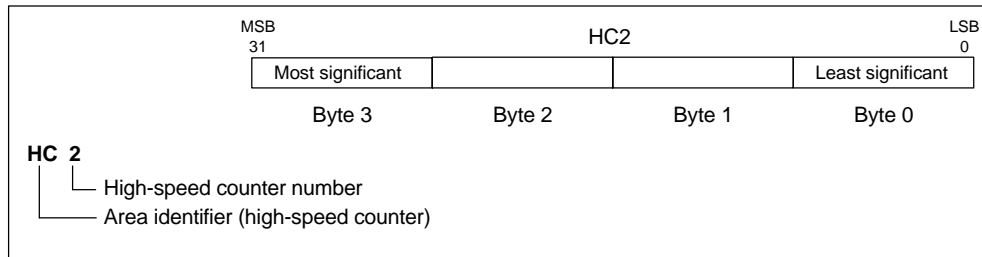 MSB HC2 LSB
31 0
Most significant Least significant
Byte 3 Byte 2 Byte 1 Byte 0
HC 2
High-speed counter number
Area identifier (high-speed counter)